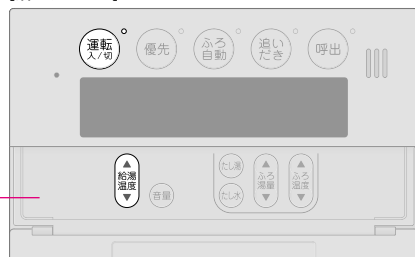 運転
入/切
優先
ふろ
自動
追い
だき
呼出
給湯
温度
音量
たし湯
たし水
ふろ
湯量
ふろ
温度